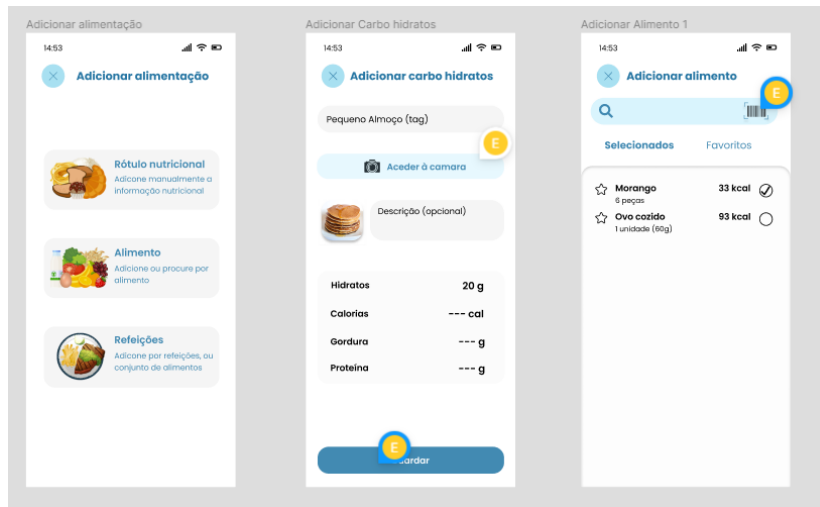 Adicionar alimentação
14:53
Adicionar alimentação
Rótulo nutricional
Adicone manualmente a
informação nutricional
Alimento
Adicione ou procure por
alimento
Refeições
Adicone por refeições, ou
conjunto de alimentos
Adicionar Carbo hidratos
14:53
Adicionar carbo hidratos
Pequeno Almoço (tag)
E
Aceder à camara
Descrição (opcional)
Hidratos 20 g
Calorias --- cal
Gordura --- g
Proteína --- g
E
Adicionar Alimento 1
14:53
Adicionar alimento
E
Selecionados Favoritos
Morango 33 kcal
6 peças
Ovo cozido 93 kcal
1 unidade (60g)